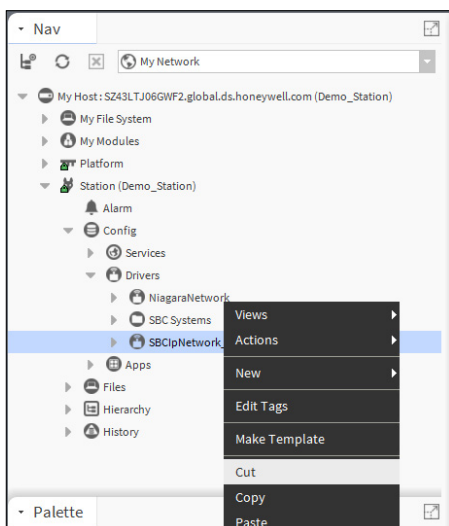 Nav
My Network
My Host : SZ43LTJ06GWF2.global.ds.honeywell.com (Demo_Station)
My File System
My Modules
Platform
Station (Demo_Station)
Alarm
Config
Services
Drivers
NiagaraNetwork
SBC Systems
SBCIpNetwork_
Apps
Files
Hierarchy
History
Views
Actions
New
Edit Tags
Make Template
Cut
Copy
Paste
Palette